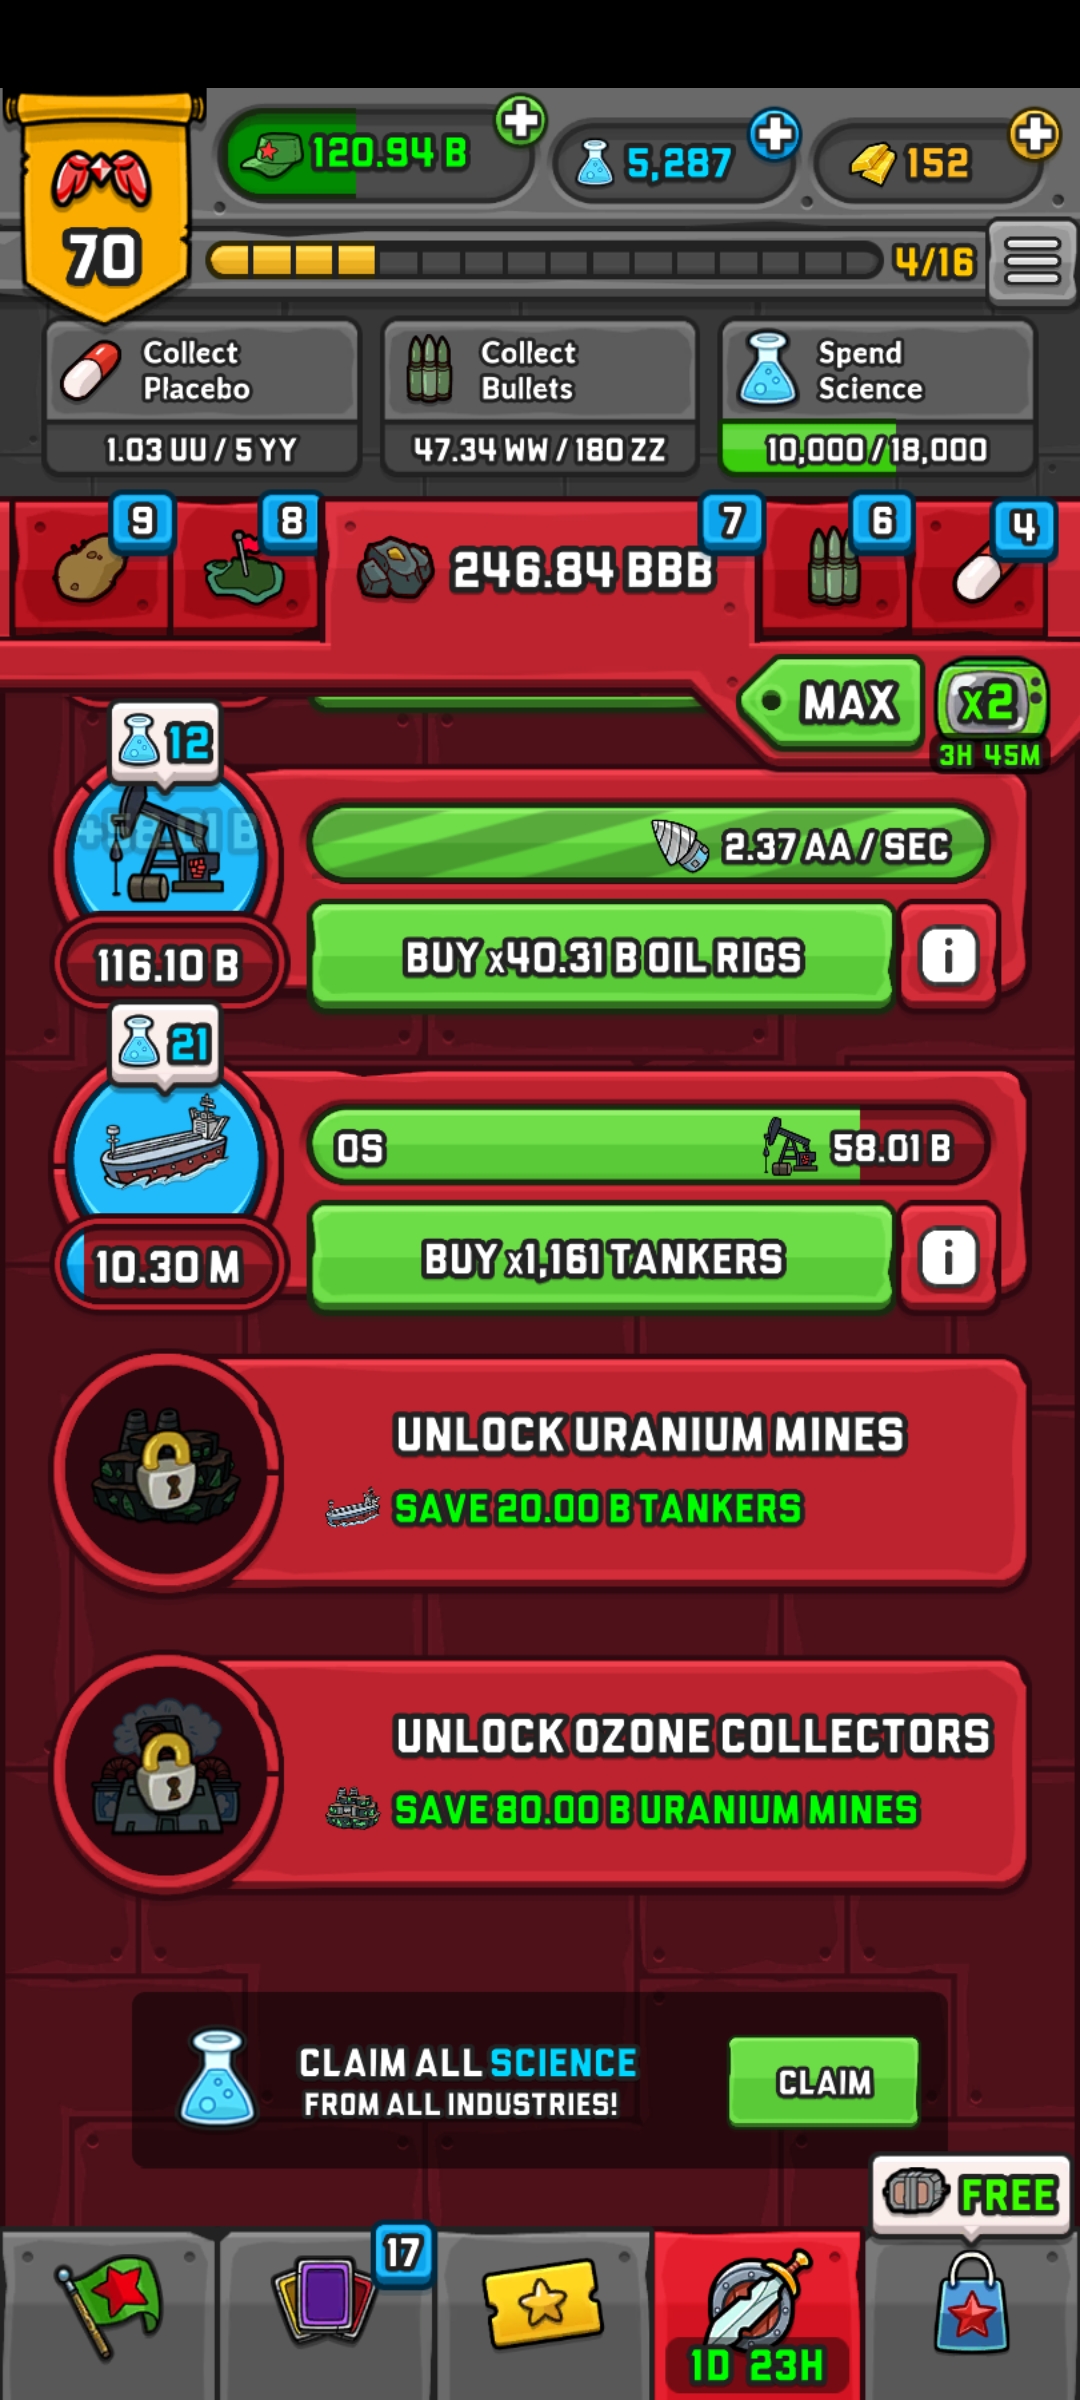 70
120.94 B
5,287
152
4/16
Collect
Placebo
1.03 UU / 5 YY
Collect
Bullets
47.34 WW / 180 ZZ
Spend
Science
10,000 / 18,000
9
8
246.84 BBB
7
6
4
MAX
x2
3H 45M
12
+58.01 B
2.37 AA / SEC
116.10 B
BUY x40.31 B OIL RIGS
i
21
0S
58.01 B
10.30 M
BUY x1,161 TANKERS
i
UNLOCK URANIUM MINES
SAVE 20.00 B TANKERS
UNLOCK OZONE COLLECTORS
SAVE 80.00 B URANIUM MINES
CLAIM ALL SCIENCE
FROM ALL INDUSTRIES!
CLAIM
FREE
17
1D 23H